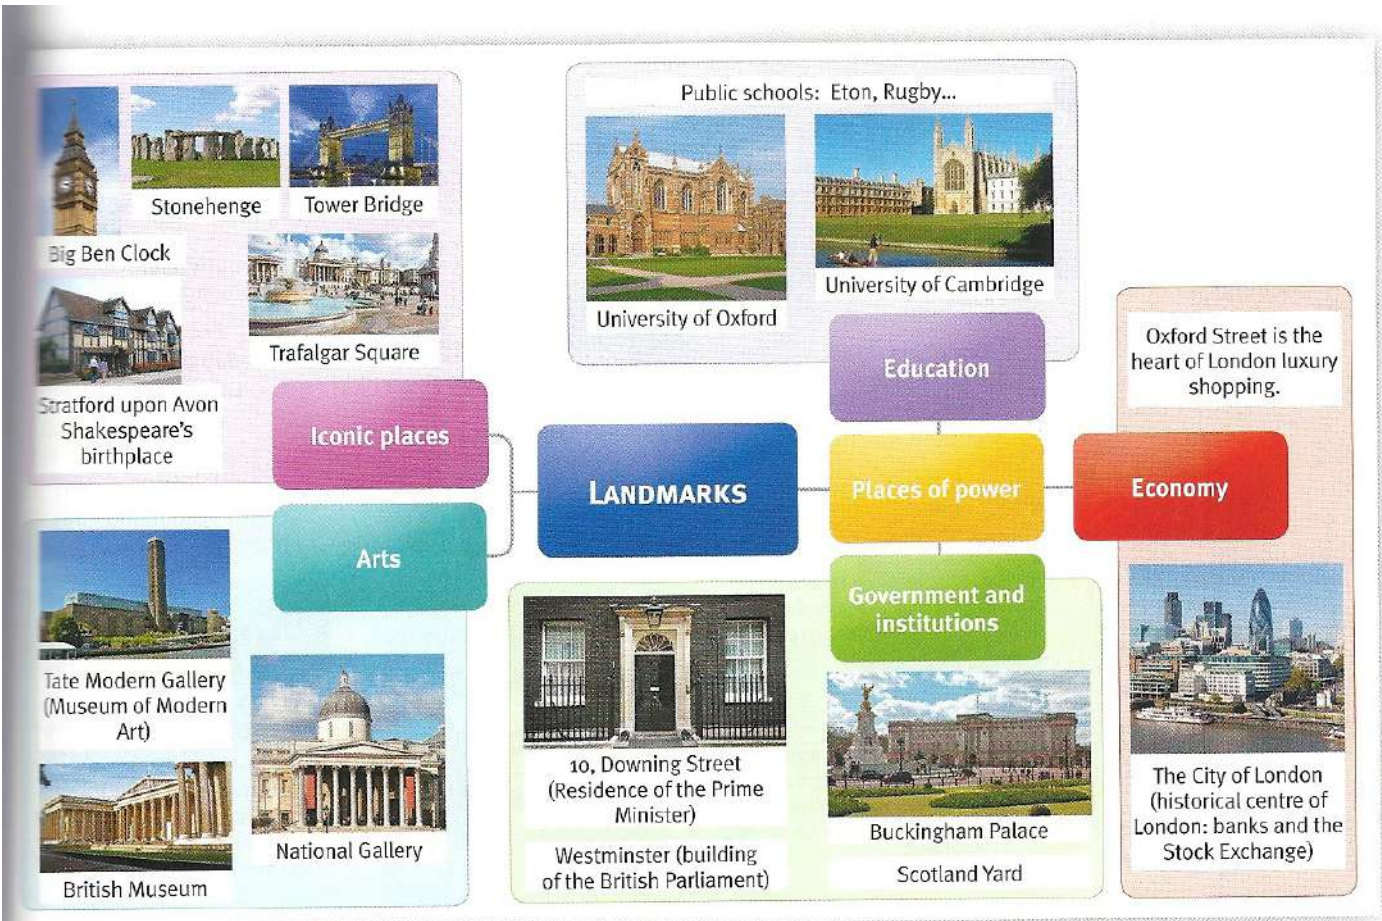 Big Ben Clock
Stonehenge
Tower Bridge
Stratford upon Avon
Shakespeare's
birthplace
Trafalgar Square
Iconic places
Public schools: Eton, Rugby...
University of Oxford
University of Cambridge
Education
LANDMARKS
Places of power
Economy
Oxford Street is the
heart of London luxury
shopping.
The City of London
(historical centre of
London: banks and the
Stock Exchange)
Arts
Tate Modern Gallery
(Museum of Modern
Art)
British Museum
National Gallery
Government and
institutions
10, Downing Street
(Residence of the Prime
Minister)
Westminster (building
of the British Parliament)
Buckingham Palace
Scotland Yard